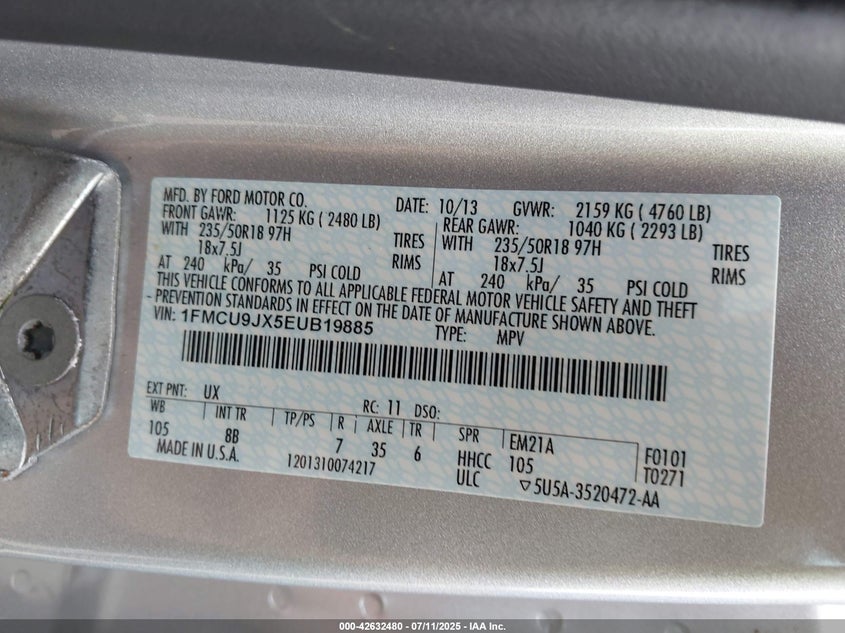 MFD. BY FORD MOTOR CO. DATE: 10/13 GVWR: 2159 KG ( 4760 LB)
FRONT GAWR: 1125 KG ( 2480 LB) REAR GAWR: 1040 KG ( 2293 LB)
WITH 235/50R18 97H TIRES WITH 235/50R18 97H TIRES
18x7.5J RIMS 18x7.5J RIMS
AT 240 kPa/ 35 PSI COLD AT 240 kPa/ 35 PSI COLD
THIS VEHICLE CONFORMS TO ALL APPLICABLE FEDERAL MOTOR VEHICLE SAFETY AND THEFT
PREVENTION STANDARDS IN EFFECT ON THE DATE OF MANUFACTURE SHOWN ABOVE.
VIN: 1FMCU9JX5EUB19885 TYPE: MPV
EXT PNT: UX RC: 11 DSO:
WB INT TR TP/PS R AXLE TR SPR EM21A F0101
105 8B 7 35 6 HHCC 105 T0271
MADE IN U.S.A. 1201310074217 ULC ▽5U5A-3520472-AA
000-42632480 - 07/11/2025 - IAA Inc.